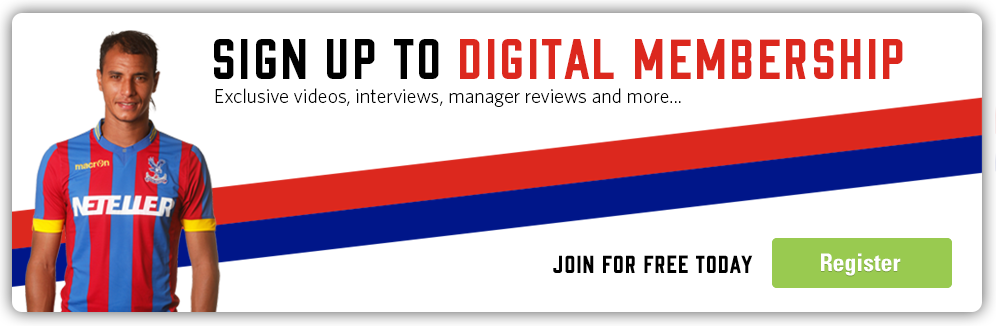 SIGN UP TO DIGITAL MEMBERSHIP
Exclusive videos, interviews, manager reviews and more...
macron
NETELLER
JOIN FOR FREE TODAY
Register